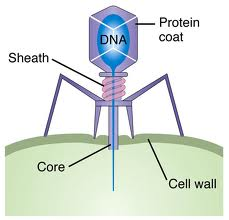 Protein
coat
DNA
Sheath
Core
Cell wall